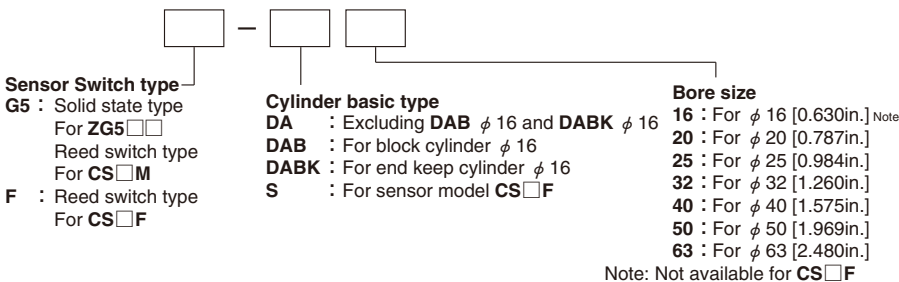 –
Sensor Switch type
G5 : Solid state type
For ZG5□□
Reed switch type
For CS□M
F : Reed switch type
For CS□F
Cylinder basic type
DA : Excluding DAB φ 16 and DABK φ 16
DAB : For block cylinder φ 16
DABK : For end keep cylinder φ 16
S : For sensor model CS□F
Bore size
16 : For φ 16 [0.630in.] Note
20 : For φ 20 [0.787in.]
25 : For φ 25 [0.984in.]
32 : For φ 32 [1.260in.]
40 : For φ 40 [1.575in.]
50 : For φ 50 [1.969in.]
63 : For φ 63 [2.480in.]
Note: Not available for CS□F